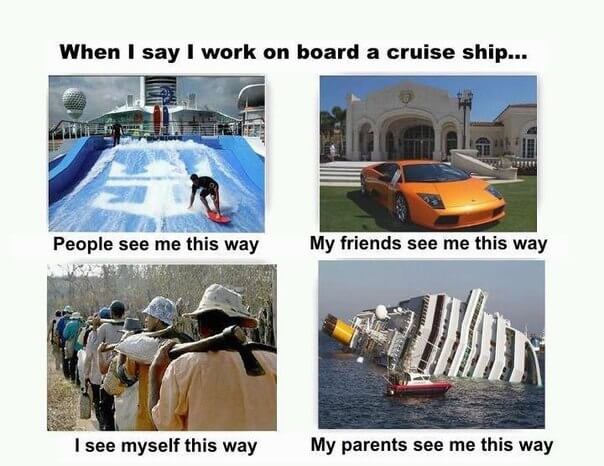 When I say I work on board a cruise ship...
People see me this way
My friends see me this way
I see myself this way
My parents see me this way